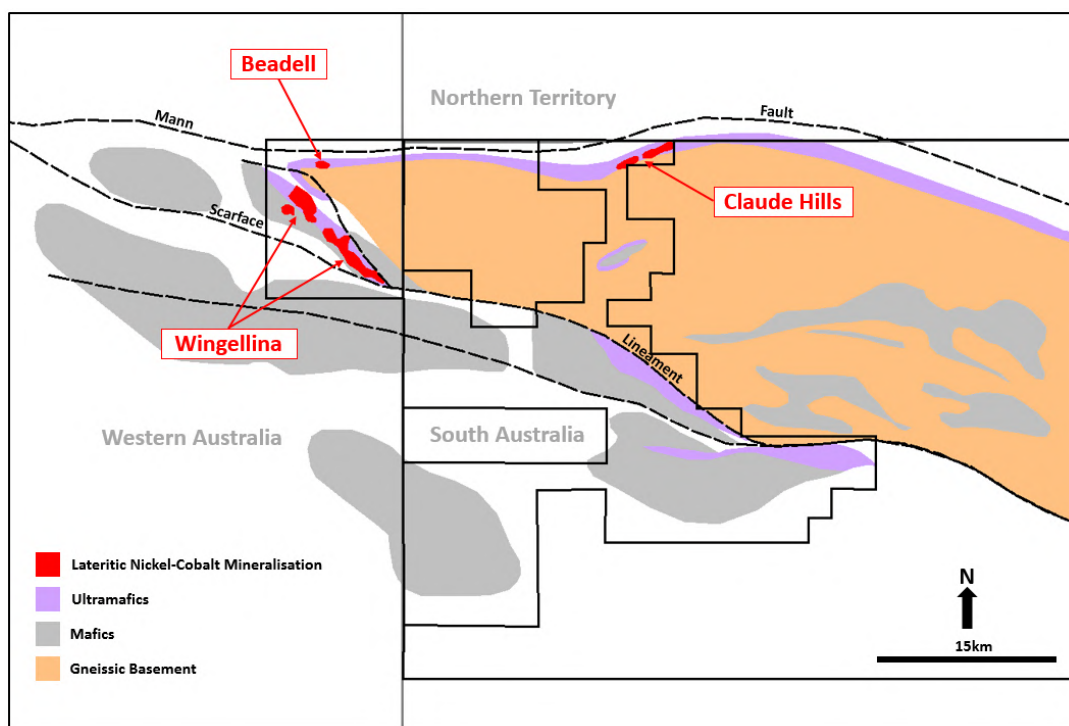 Beadell
Northern Territory
Mann
Fault
Claude Hills
Scarface
Wingellina
Lineament
Western Australia
South Australia
Lateritic Nickel-Cobalt Mineralisation
Ultramafics
Mafics
Gneissic Basement
N
15km